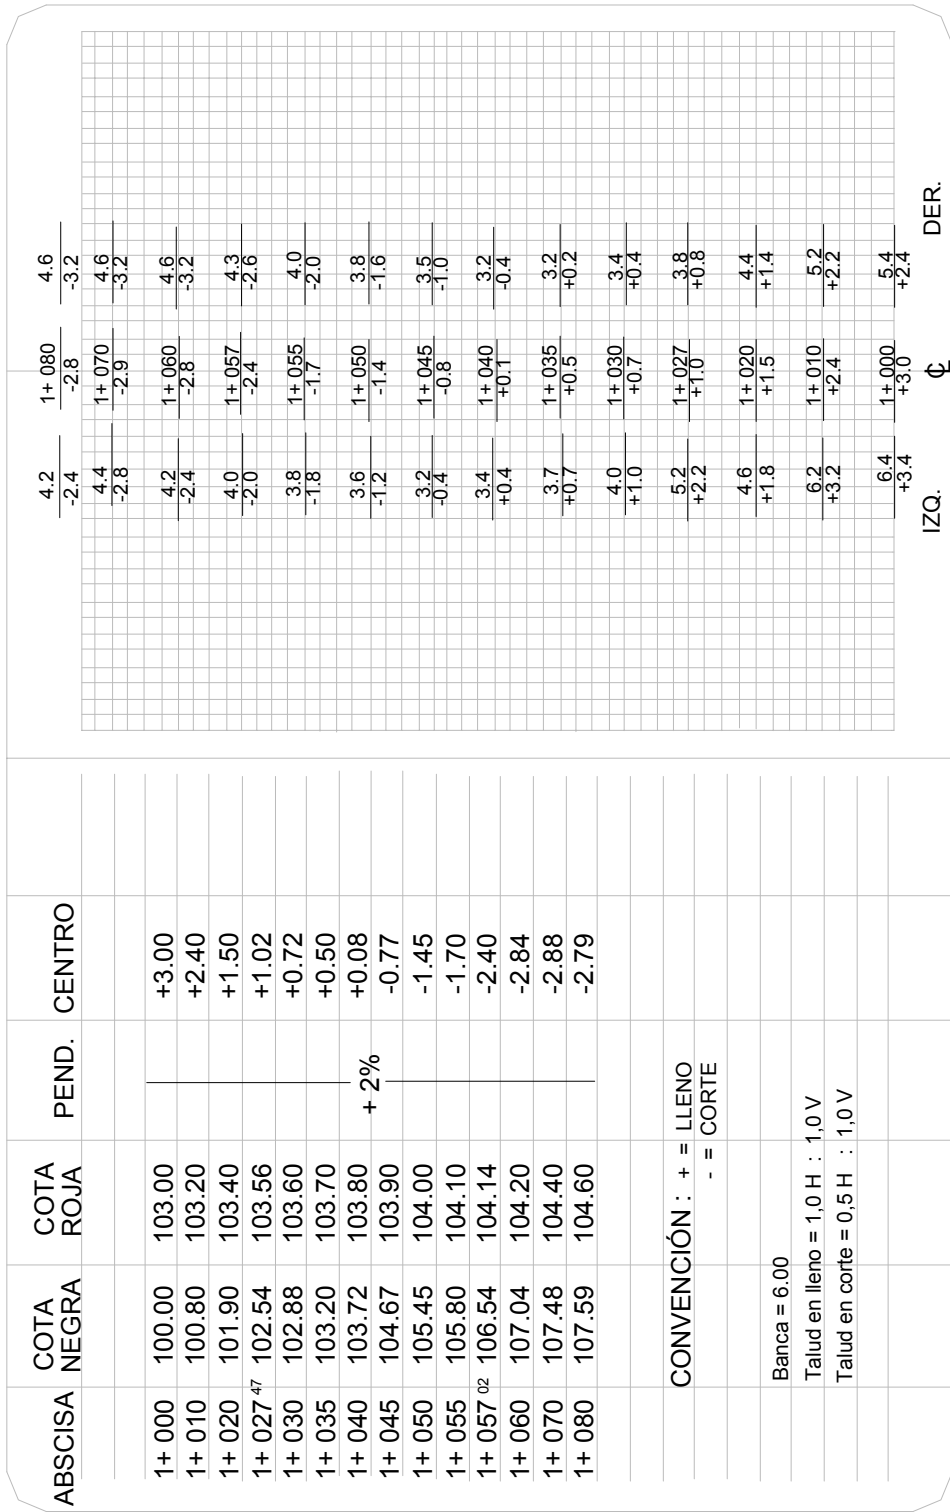 ABSCISA COTA NEGRA COTA ROJA PEND. CENTRO
1+ 000 100.00 103.00 +3.00
1+ 010 100.80 103.20 +2.40
1+ 020 101.90 103.40 +1.50
1+ 027 47 102.54 103.56 +1.02
1+ 030 102.88 103.60 +0.72
1+ 035 103.20 103.70 +0.50
1+ 040 103.72 103.80 + 2% +0.08
1+ 045 104.67 103.90 -0.77
1+ 050 105.45 104.00 -1.45
1+ 055 105.80 104.10 -1.70
1+ 057 02 106.54 104.14 -2.40
1+ 060 107.04 104.20 -2.84
1+ 070 107.48 104.40 -2.88
1+ 080 107.59 104.60 -2.79
CONVENCIÓN : + = LLENO
- = CORTE
Banca = 6.00
Talud en lleno = 1,0 H : 1,0 V
Talud en corte = 0,5 H : 1,0 V
4.2 1+ 080 4.6
-2.4 -2.8 -3.2
4.4 1+ 070 4.6
-2.8 -2.9 -3.2
4.2 1+ 060 4.6
-2.4 -2.8 -3.2
4.0 1+ 057 4.3
-2.0 -2.4 -2.6
3.8 1+ 055 4.0
-1.8 -1.7 -2.0
3.6 1+ 050 3.8
-1.2 -1.4 -1.6
3.2 1+ 045 3.5
-0.4 -0.8 -1.0
3.4 1+ 040 3.2
+0.4 +0.1 -0.4
3.7 1+ 035 3.2
+0.7 +0.5 +0.2
4.0 1+ 030 3.4
+1.0 +0.7 +0.4
5.2 1+ 027 3.8
+2.2 +1.0 +0.8
4.6 1+ 020 4.4
+1.8 +1.5 +1.4
6.2 1+ 010 5.2
+3.2 +2.4 +2.2
6.4 1+ 000 5.4
+3.4 +3.0 +2.4
IZQ. ℄ DER.